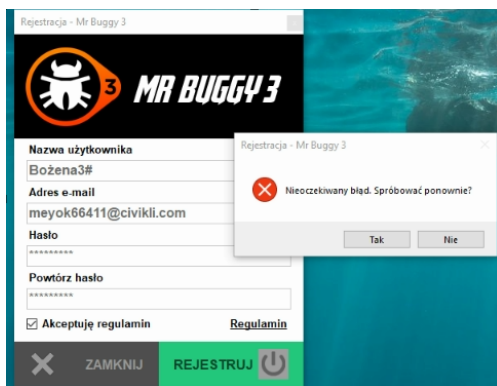 Rejestracja - Mr Buggy 3
3 MR BUGGY 3
Nazwa użytkownika
Bożena3#
Adres e-mail
meyok66411@civikli.com
Hasło
*********
Powtórz hasło
*********
Akceptuję regulamin Regulamin
ZAMKNIJ REJESTRUJ
Rejestracja - Mr Buggy 3
Nieoczekiwany błąd. Spróbować ponownie?
Tak Nie